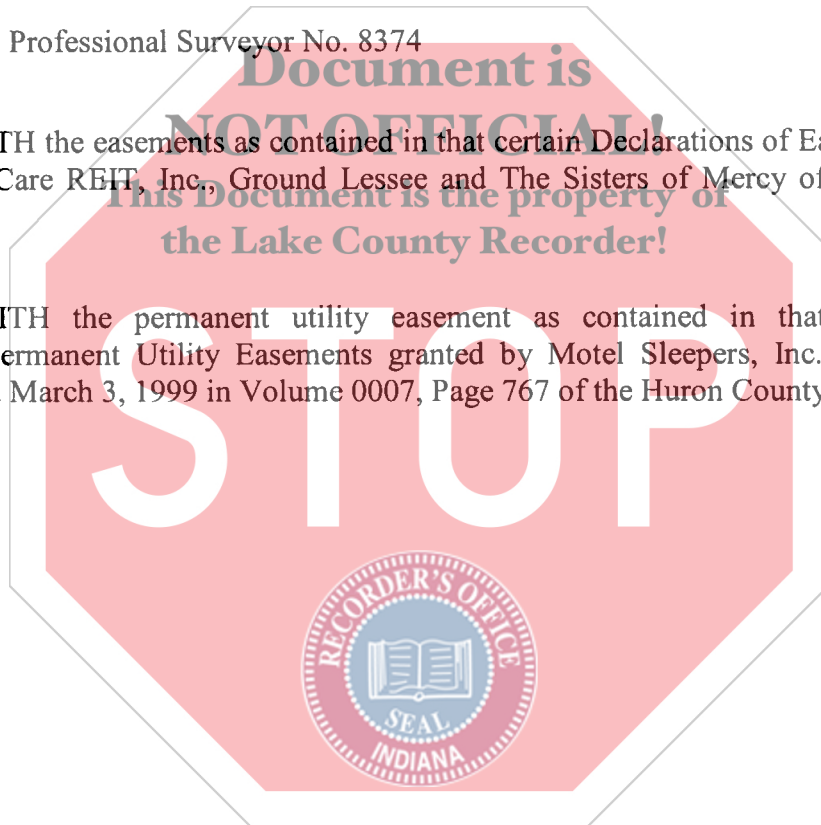 Professional Surveyor No. 8374
Document is
NOT OFFICIAL!
TH the easements as contained in that certain Declarations of Ea
Care REIT, Inc., Ground Lessee and The Sisters of Mercy of
This Document is the property of
the Lake County Recorder!
ITH the permanent utility easement as contained in that
ermanent Utility Easements granted by Motel Sleepers, Inc.
March 3, 1999 in Volume 0007, Page 767 of the Huron County
STOP
RECORDER'S OFFICE
SEAL
INDIANA